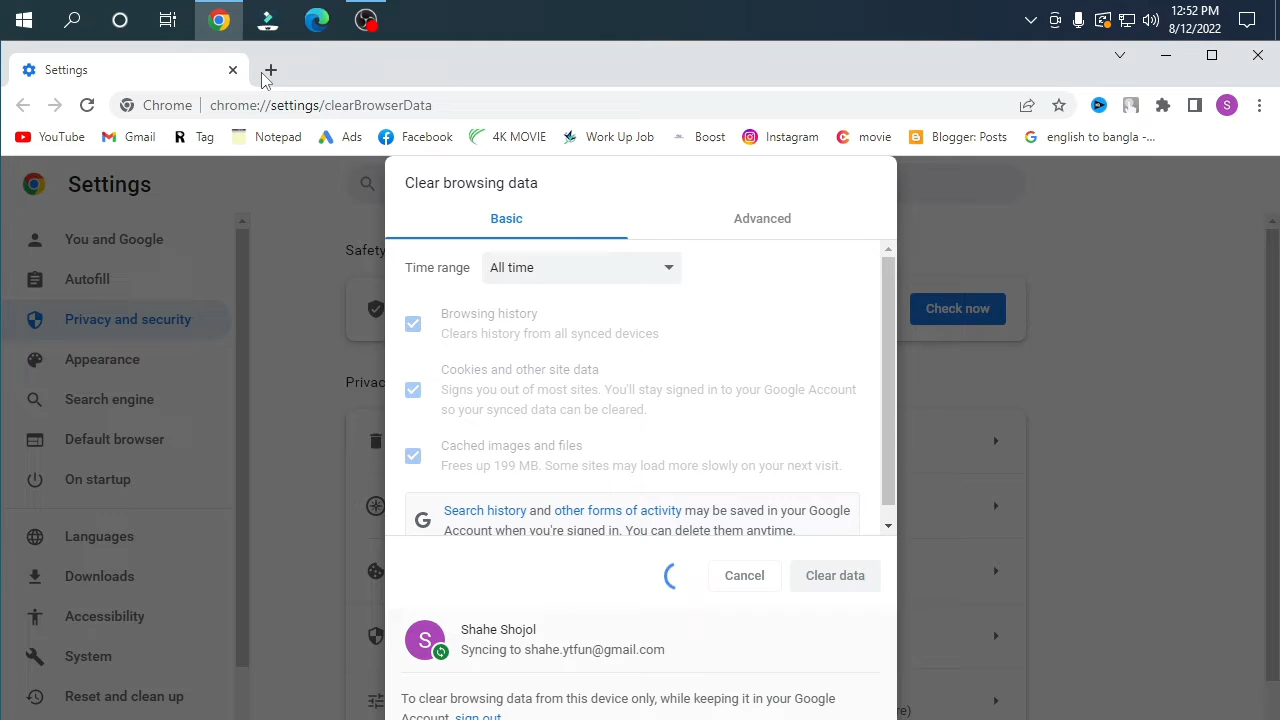 12:52 PM
8/12/2022
Settings
Chrome
chrome://settings/clearBrowserData
S
YouTube
Gmail
R
Tag
Notepad
Ads
Facebook
4K MOVIE
Work Up Job
Boost
Instagram
movie
Blogger: Posts
english to bangla -...
Settings
You and Google
Autofill
Privacy and security
Appearance
Search engine
Default browser
On startup
Languages
Downloads
Accessibility
System
Reset and clean up
Safety
Check now
Privac
re)
Clear browsing data
Basic
Advanced
Time range
All time
Browsing history
Clears history from all synced devices
Cookies and other site data
Signs you out of most sites. You'll stay signed in to your Google Account
so your synced data can be cleared.
Cached images and files
Frees up 199 MB. Some sites may load more slowly on your next visit.
G
Search history and other forms of activity may be saved in your Google
Account when you're signed in. You can delete them anytime.
Cancel
Clear data
S
Shahe Shojol
Syncing to shahe.ytfun@gmail.com
To clear browsing data from this device only, while keeping it in your Google
Account, sign out.